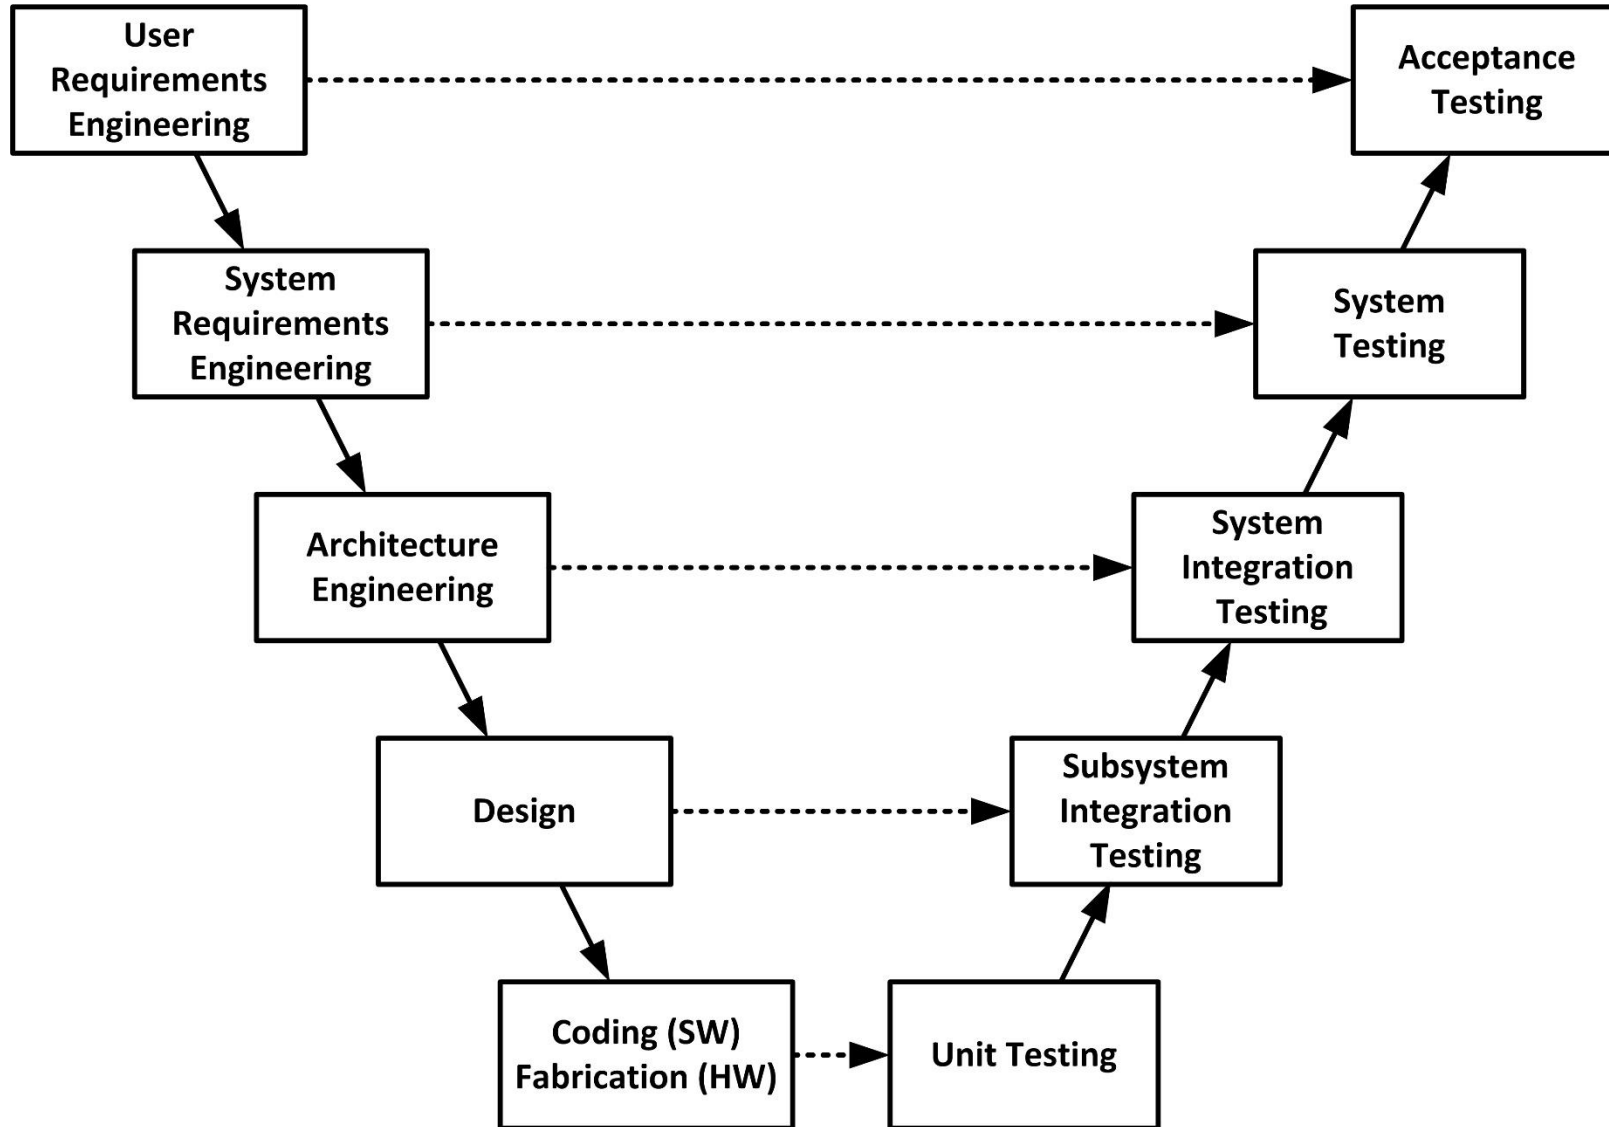 User
Requirements
Engineering
Acceptance
Testing
System
Requirements
Engineering
System
Testing
Architecture
Engineering
System
Integration
Testing
Design
Subsystem
Integration
Testing
Coding (SW)
Fabrication (HW)
Unit Testing